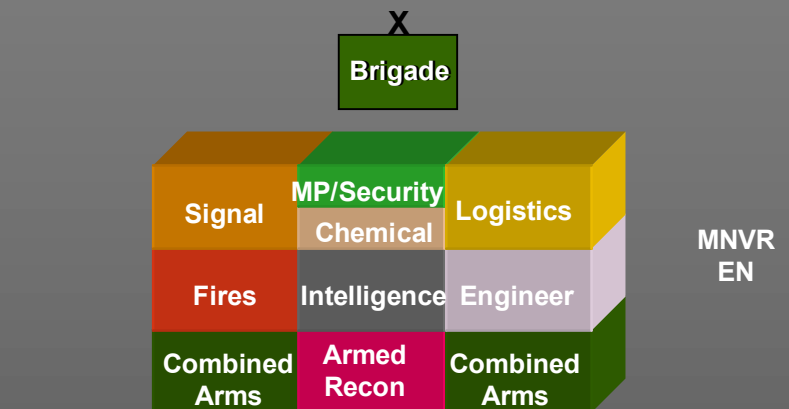 X
Brigade
Signal
MP/Security
Chemical
Logistics
MNVR
EN
Fires
Intelligence
Engineer
Combined
Arms
Armed
Recon
Combined
Arms